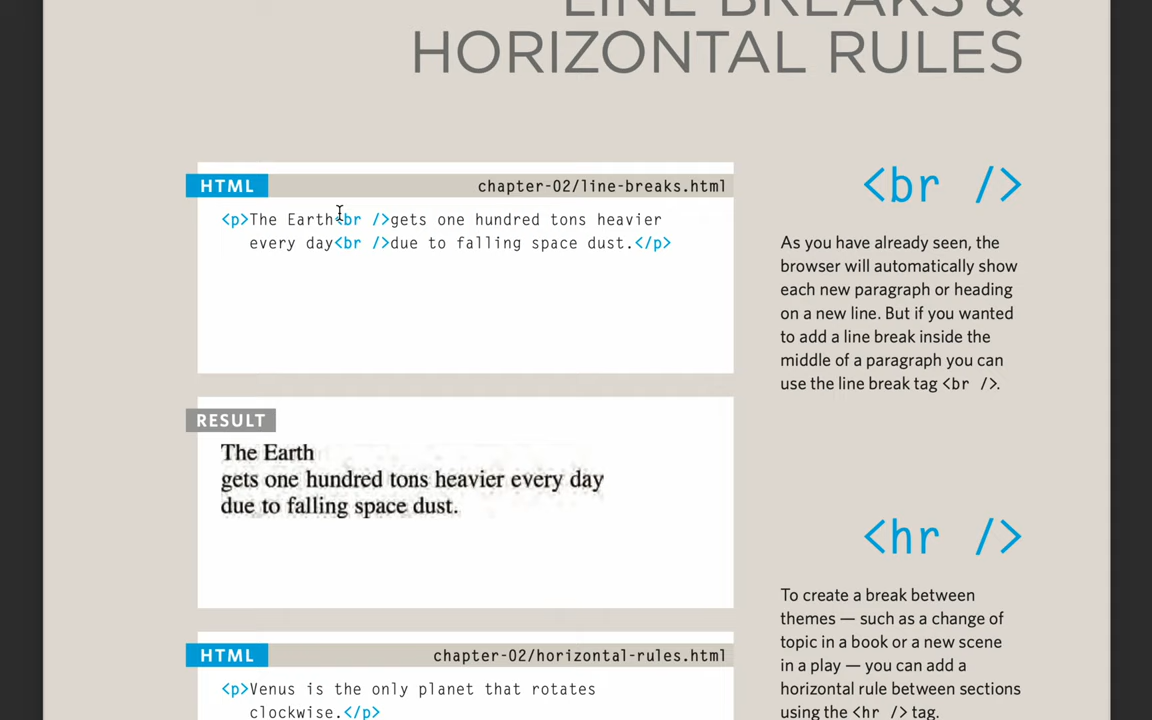 LINE BREAKS &
HORIZONTAL RULES
HTML
chapter-02/line-breaks.html
<p>The Earth<br />gets one hundred tons heavier
every day<br />due to falling space dust.</p>
RESULT
The Earth
gets one hundred tons heavier every day
due to falling space dust.
HTML
chapter-02/horizontal-rules.html
<p>Venus is the only planet that rotates
clockwise.</p>
<br />
As you have already seen, the
browser will automatically show
each new paragraph or heading
on a new line. But if you wanted
to add a line break inside the
middle of a paragraph you can
use the line break tag <br />.
<hr />
To create a break between
themes — such as a change of
topic in a book or a new scene
in a play — you can add a
horizontal rule between sections
using the <hr /> tag.